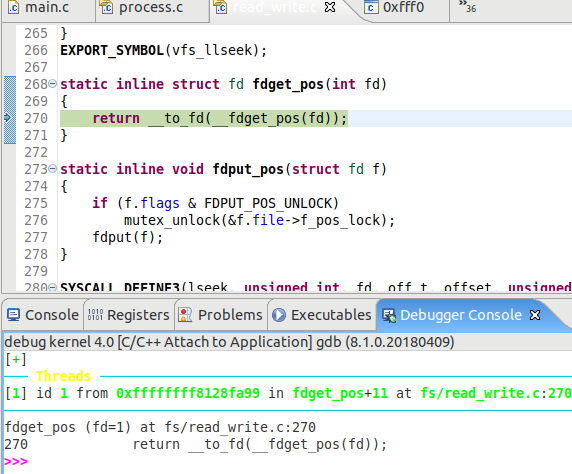 main.c process.c read_write.c 0xfff0 »36
265 }
266 EXPORT_SYMBOL(vfs_llseek);
267
268 static inline struct fd fdget_pos(int fd)
269 {
270 return __to_fd(__fdget_pos(fd));
271 }
272
273 static inline void fdput_pos(struct fd f)
274 {
275 if (f.flags & FDPUT_POS_UNLOCK)
276 mutex_unlock(&f.file->f_pos_lock);
277 fdput(f);
278 }
279
280 SYSCALL_DEFINE3(lseek, unsigned int, fd, off_t, offset, unsigned
Console Registers Problems Executables Debugger Console
debug kernel 4.0 [C/C++ Attach to Application] gdb (8.1.0.20180409)
[+]
Threads
[1] id 1 from 0xffffffff8128fa99 in fdget_pos+11 at fs/read_write.c:270
fdget_pos (fd=1) at fs/read_write.c:270
270 return __to_fd(__fdget_pos(fd));
>>>